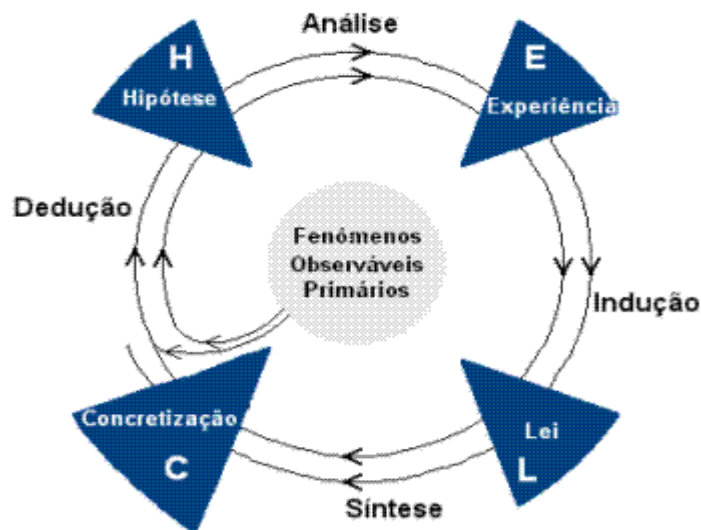 Análise
H
Hipótese
E
Experiência
Dedução
Fenómenos
Observáveis
Primários
Indução
Concretização
C
Lei
L
Síntese